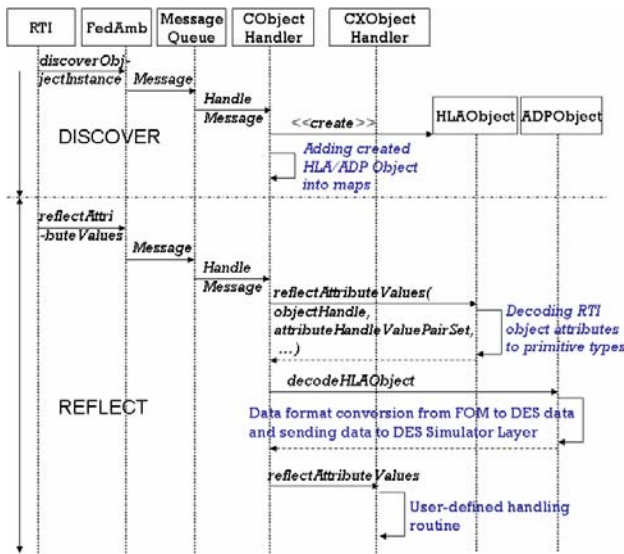 RTI
FedAmb
Message
Queue
CObject
Handler
CXObject
Handler
discoverObj-
jectInstance
Message
Handle
Message
<<create>>
HLAObject
ADPObject
DISCOVER
Adding created
HLA/ADP Object
into maps
reflectAttri
-buteValues
Message
Handle
Message
reflectAttributeValues(
objectHandle,
attributeHandleValuePairSet,
...)
Decoding RTI
object attributes
to primitive types
decodeHLAObject
REFLECT
Data format conversion from FOM to DES data
and sending data to DES Simulator Layer
reflectAttributeValues
User-defined handling
routine